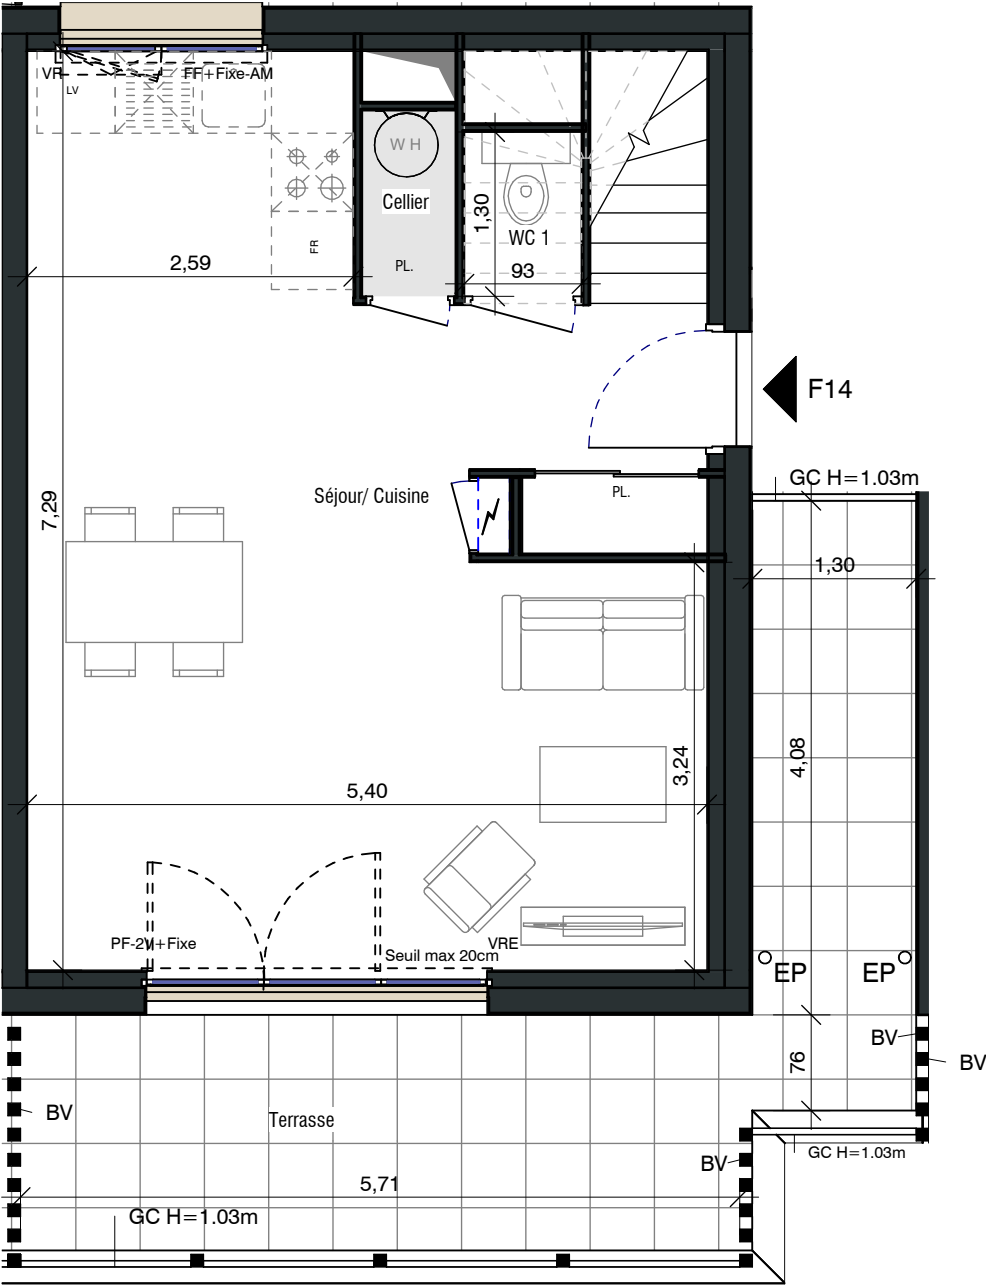 VR
FF+Fixe-AM
LV
W H
Cellier
1,30
WC 1
FR
2,59
PL.
93
F14
GC H=1.03m
7,29
Séjour/ Cuisine
PL.
1,30
3,24
4,08
5,40
PF-2V+Fixe
VRE
Seuil max 20cm
EP
EP
BV
BV
76
BV
Terrasse
GC H=1.03m
BV
5,71
GC H=1.03m